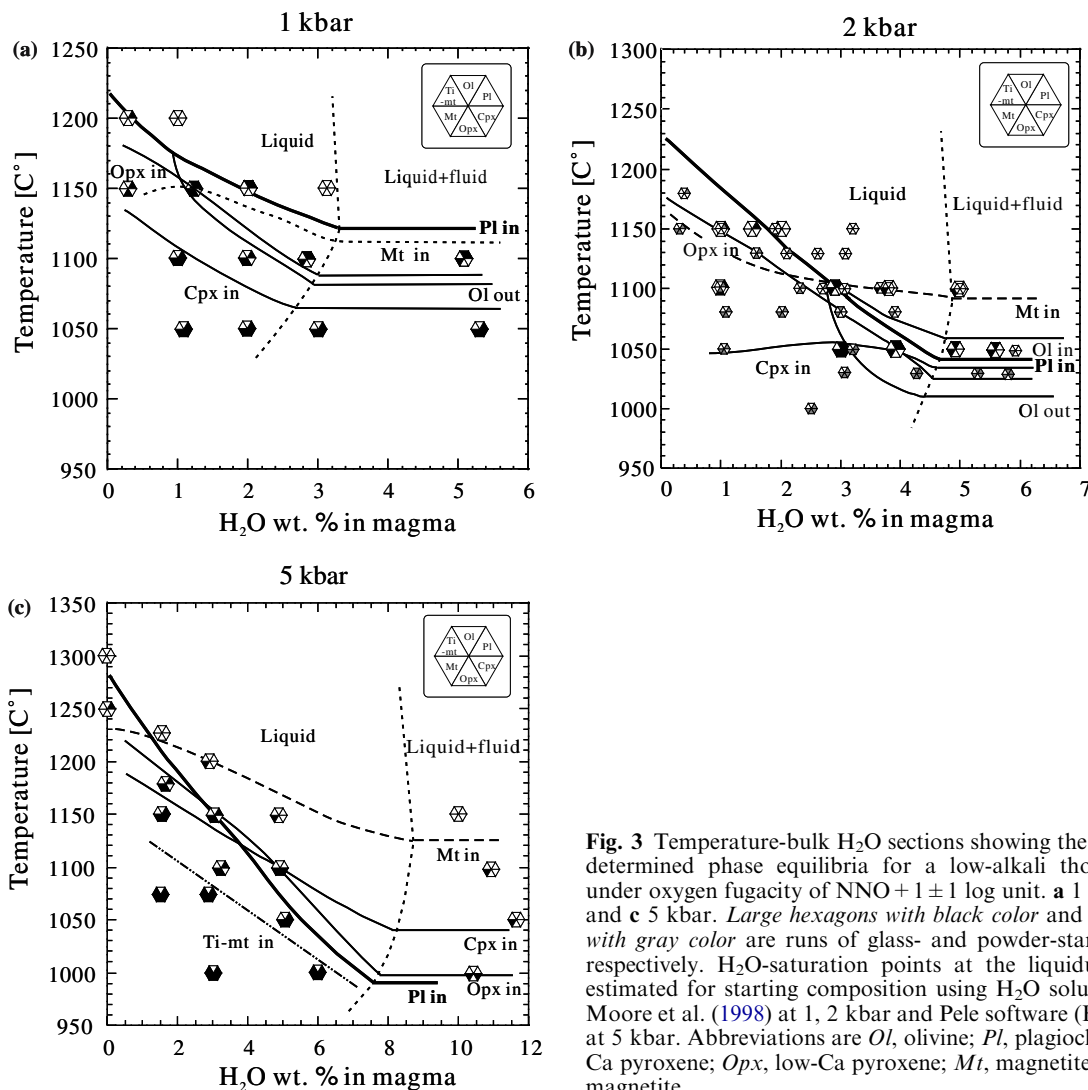 1 kbar
(a)
1250
1200
1150
1100
1050
1000
950
Temperature [C°]
0 1 2 3 4 5 6
H2O wt. % in magma
Liquid
Liquid+fluid
Opx in
Pl in
Mt in
Cpx in
Ol out
Ti -mt
Ol
Pl
Mt
Cpx
Opx
2 kbar
(b)
1300
1250
1200
1150
1100
1050
1000
950
Temperature [C°]
0 1 2 3 4 5 6 7
H2O wt. % in magma
Liquid
Liquid+fluid
Opx in
Mt in
Ol in
Pl in
Cpx in
Ol out
Ti -mt
Ol
Pl
Mt
Cpx
Opx
5 kbar
(c)
1350
1300
1250
1200
1150
1100
1050
1000
950
Temperature [C°]
0 2 4 6 8 10 12
H2O wt. % in magma
Liquid
Liquid+fluid
Mt in
Ti-mt in
Cpx in
Opx in
Pl in
Ti -mt
Ol
Pl
Mt
Cpx
Opx
Fig. 3 Temperature-bulk H2O sections showing the
determined phase equilibria for a low-alkali tho
under oxygen fugacity of NNO + 1 ± 1 log unit. a 1
and c 5 kbar. Large hexagons with black color and
with gray color are runs of glass- and powder-star
respectively. H2O-saturation points at the liquidu
estimated for starting composition using H2O solu
Moore et al. (1998) at 1, 2 kbar and Pele software (
at 5 kbar. Abbreviations are Ol, olivine; Pl, plagiocl
Ca pyroxene; Opx, low-Ca pyroxene; Mt, magnetite
magnetite